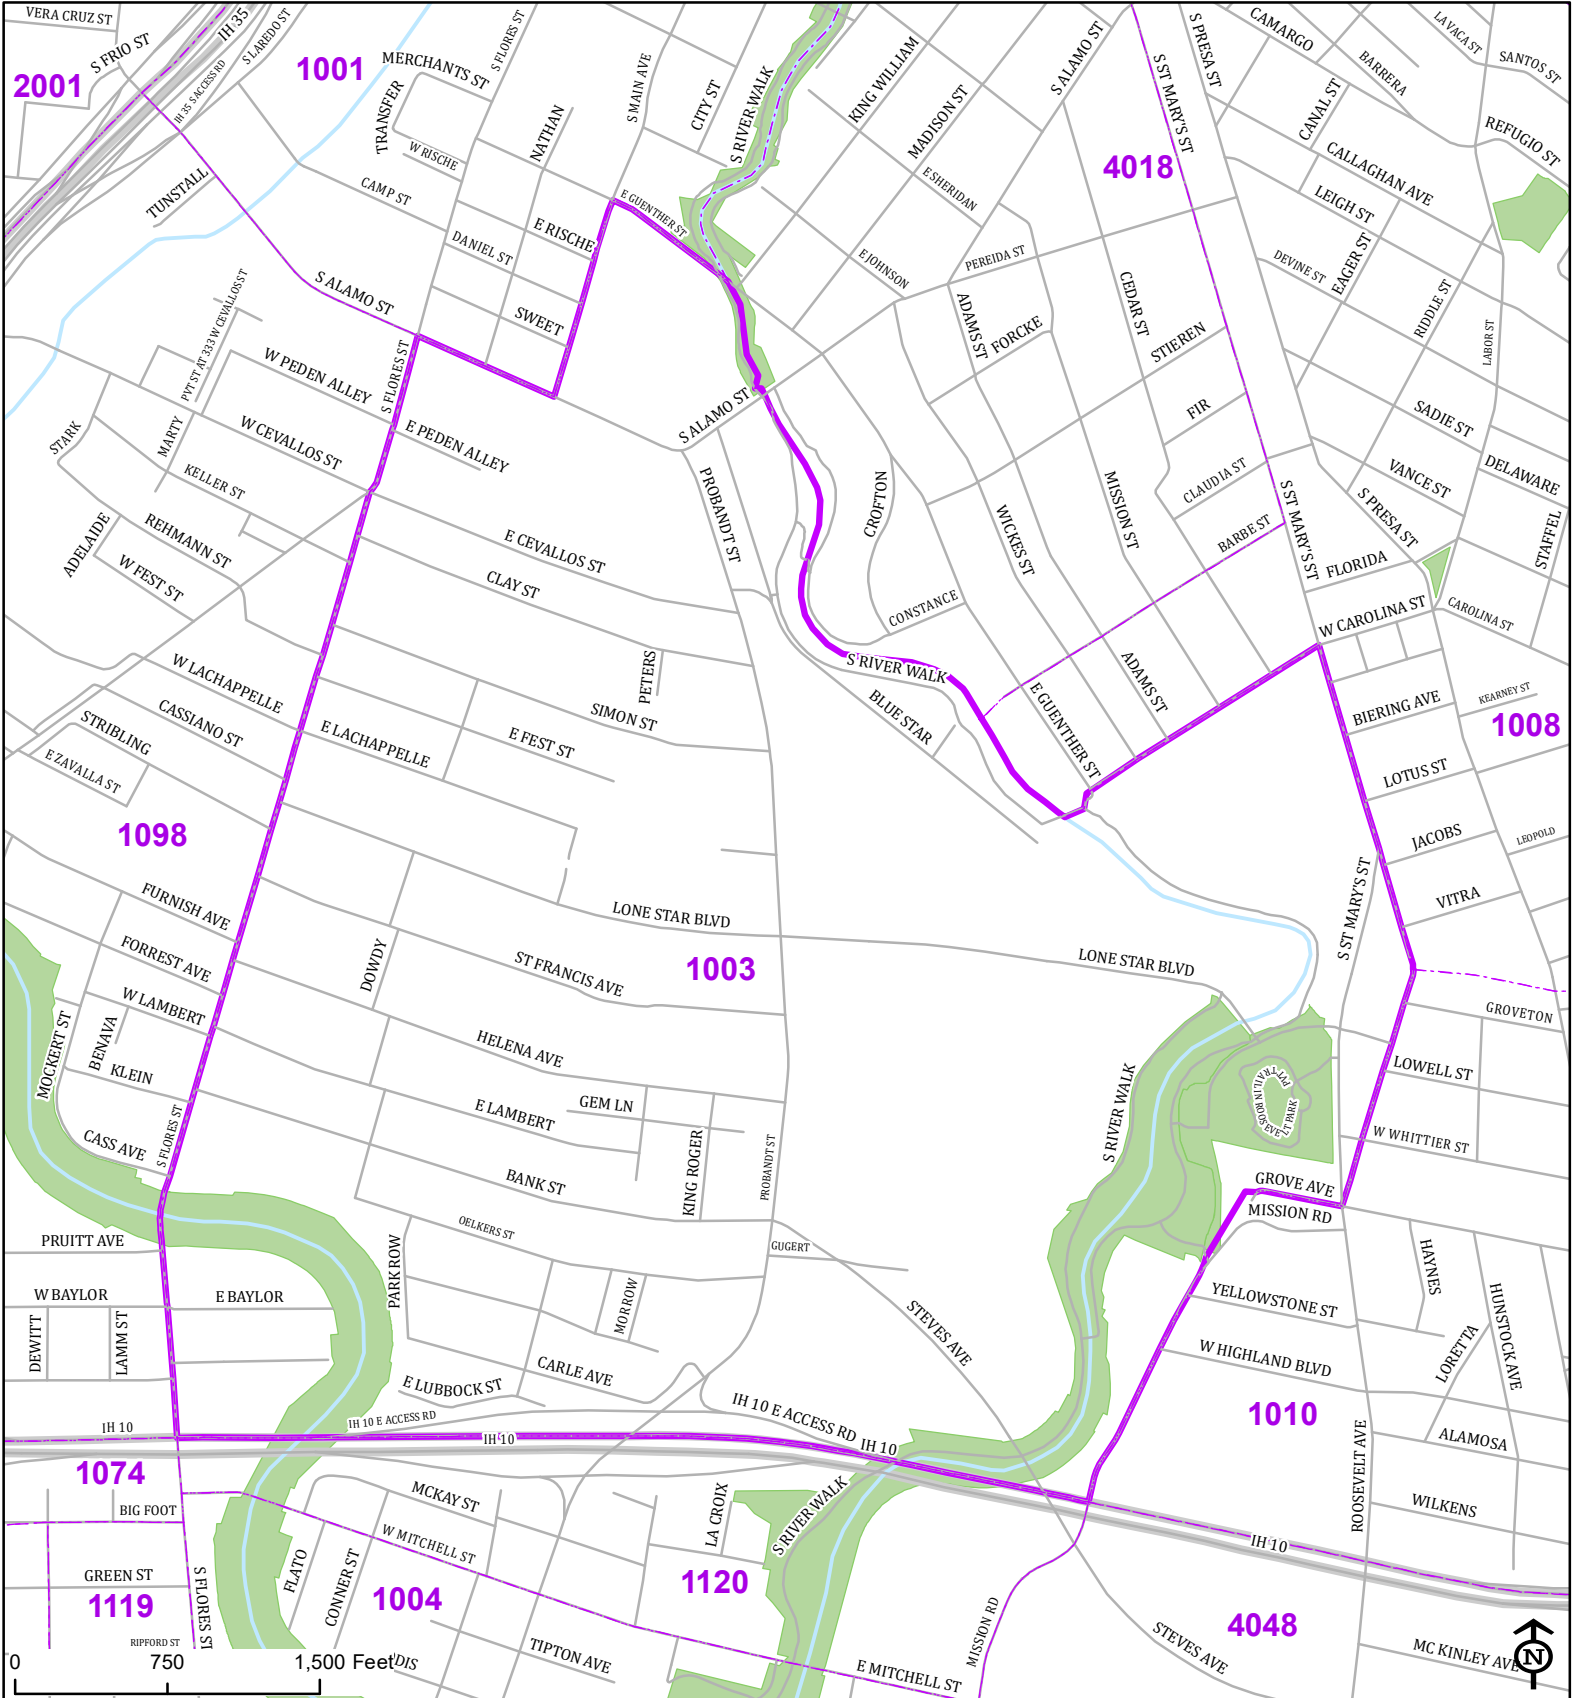 VERA CRUZ ST
S FRIO ST
IH 35
S LAREDO ST
IH 35 S ACCESS RD
2001
1001
MERCHANTS ST
S FLORES ST
TRANSFER
W RISCHE
NATHAN
S MAIN AVE
CITY ST
S RIVER WALK
KING WILLIAM
MADISON ST
S ALAMO ST
S ST MARY'S ST
S PRESA ST
CAMARGO
BARRERA
LAVACA ST
SANTOS ST
CANAL ST
REFUGIO ST
CALLAGHAN AVE
4018
LEIGH ST
TUNSTALL
CAMP ST
E GUENTHER ST
E SHERIDAN
E RISCHE
DANIEL ST
E JOHNSON
PEREIDA ST
DEVINE ST
EAGER ST
RIDDLE ST
LABOR ST
S ALAMO ST
SWEET
PVT ST AT 333 W CEVALLOS ST
ADAMS ST
FORCKE
CEDAR ST
STIEREN
W PEDEN ALLEY
S FLORES ST
E PEDEN ALLEY
S ALAMO ST
FIR
SADIE ST
DELAWARE
STARK
MARTY
W CEVALLOS ST
KELLER ST
PROBANDT ST
CROFTON
MISSION ST
CLAUDIA ST
VANCE ST
S PRESA ST
S ST MARY'S ST
STAFFEL
ADELAIDE
REHMANN ST
W FEST ST
E CEVALLOS ST
CLAY ST
WICKES ST
BARBE ST
FLORIDA
CONSTANCE
W CAROLINA ST
CAROLINA ST
W LACHAPPELLE
PETERS
S RIVER WALK
ADAMS ST
CASSIANO ST
STRIBLING
SIMON ST
E LACHAPPELLE
E FEST ST
BLUE STAR
E GUENTHER ST
BIERING AVE
KEARNEY ST
1008
E ZAVALLA ST
LOTUS ST
1098
JACOBS
LEOPOLD
VITRA
S ST MARY'S ST
FURNISH AVE
LONE STAR BLVD
FORREST AVE
DOWDY
ST FRANCIS AVE
1003
LONE STAR BLVD
W LAMBERT
MOCKERT ST
BENAVA
KLEIN
HELENA AVE
GROVETON
LOWELL ST
PVT TRAIL IN ROOSEVELT PARK
S RIVER WALK
GEM LN
E LAMBERT
KING ROGER
PROBANDT ST
W WHITTIER ST
CASS AVE
S FLORES ST
BANK ST
GROVE AVE
MISSION RD
OELKERS ST
PRUITT AVE
PARKROW
GUGERT
HAYNES
W BAYLOR
E BAYLOR
MORROW
STEVES AVE
YELLOWSTONE ST
HUNSTOCK AVE
DEWITT
LAMM ST
W HIGHLAND BLVD
LORETTA
CARLE AVE
E LUBBOCK ST
1010
IH 10
IH 10 E ACCESS RD
IH 10
IH 10 E ACCESS RD
IH 10
ROOSEVELT AVE
ALAMOSA
1074
MCKAY ST
LA CROIX
S RIVER WALK
WILKENS
BIG FOOT
W MITCHELL ST
IH 10
GREEN ST
1119
S FLORES ST
FLATO
CONNER ST
1004
1120
MISSION RD
4048
STEVES AVE
RIPFORD ST
MC KINLEY AVE
N
TIPTON AVE
E MITCHELL ST
0 750 1,500 Feet
DIS